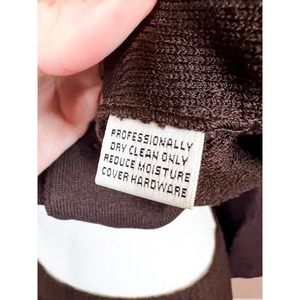 PROFESSIONALLY
DRY CLEAN ONLY
REDUCE MOISTURE
COVER HARDWARE